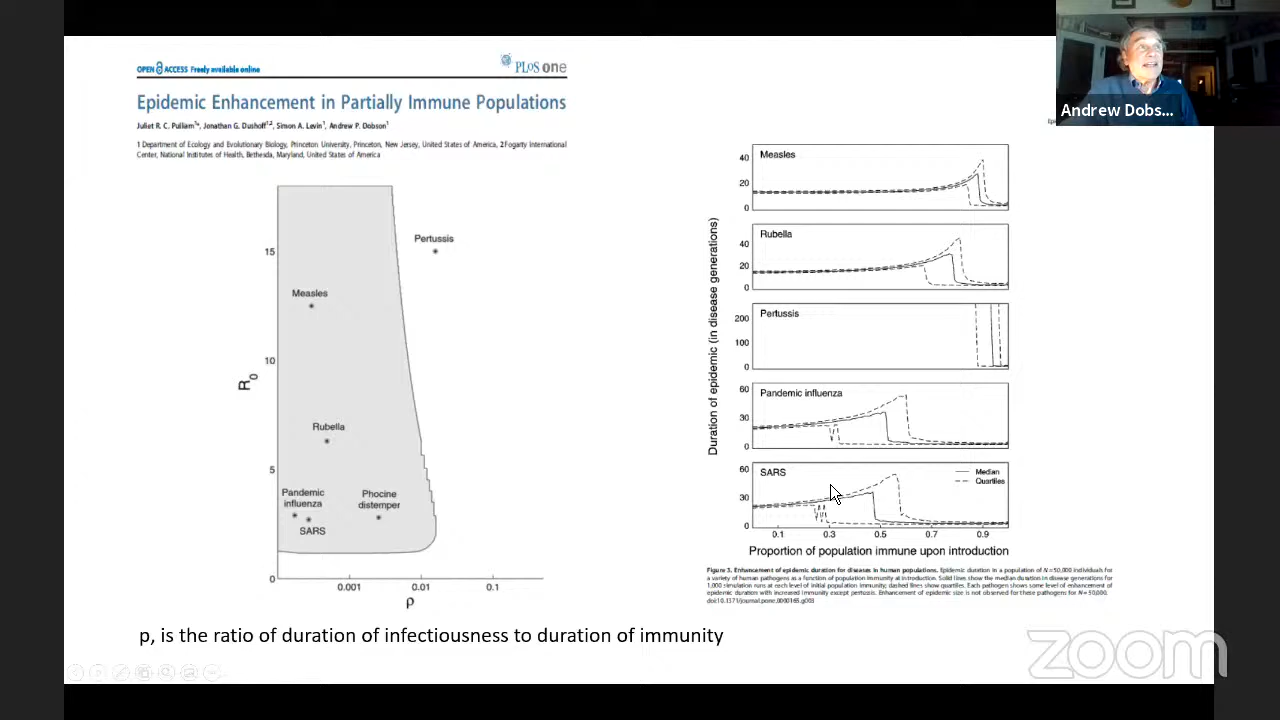 OPEN ACCESS Freely available online
PLoS one
Epidemic Enhancement in Partially Immune Populations
Juliet R. C. Pulliam1*, Jonathan G. Dushoff1,2, Simon A. Levin1, Andrew P. Dobson1
1 Department of Ecology and Evolutionary Biology, Princeton University, Princeton, New Jersey, United States of America, 2 Fogarty International
Center, National Institutes of Health, Bethesda, Maryland, United States of America
Andrew Dobs...
15
10
5
0
R0
Pertussis
Measles
Rubella
Pandemic
influenza
SARS
Phocine
distemper
0.001
0.01
0.1
ρ
Duration of epidemic (in disease generations)
Measles
40
20
0
Rubella
40
20
0
Pertussis
200
100
0
Pandemic influenza
60
30
0
SARS
60
30
0
Median
Quartiles
0.1
0.3
0.5
0.7
0.9
Proportion of population immune upon introduction
Figure 3. Enhancement of epidemic duration for diseases in human populations. Epidemic duration in a population of N=50,000 individuals for
a variety of human pathogens as a function of population immunity at introduction. Solid lines show the median duration in disease generations for
1,000 simulation runs at each level of initial population immunity; dashed lines show quartiles. Each pathogen shows some level of enhancement of
epidemic duration with increased immunity except pertussis. Enhancement of epidemic size is not observed for these pathogens for N=50,000.
doi:10.1371/journal.pone.0000165.g003
p, is the ratio of duration of infectiousness to duration of immunity
zoom